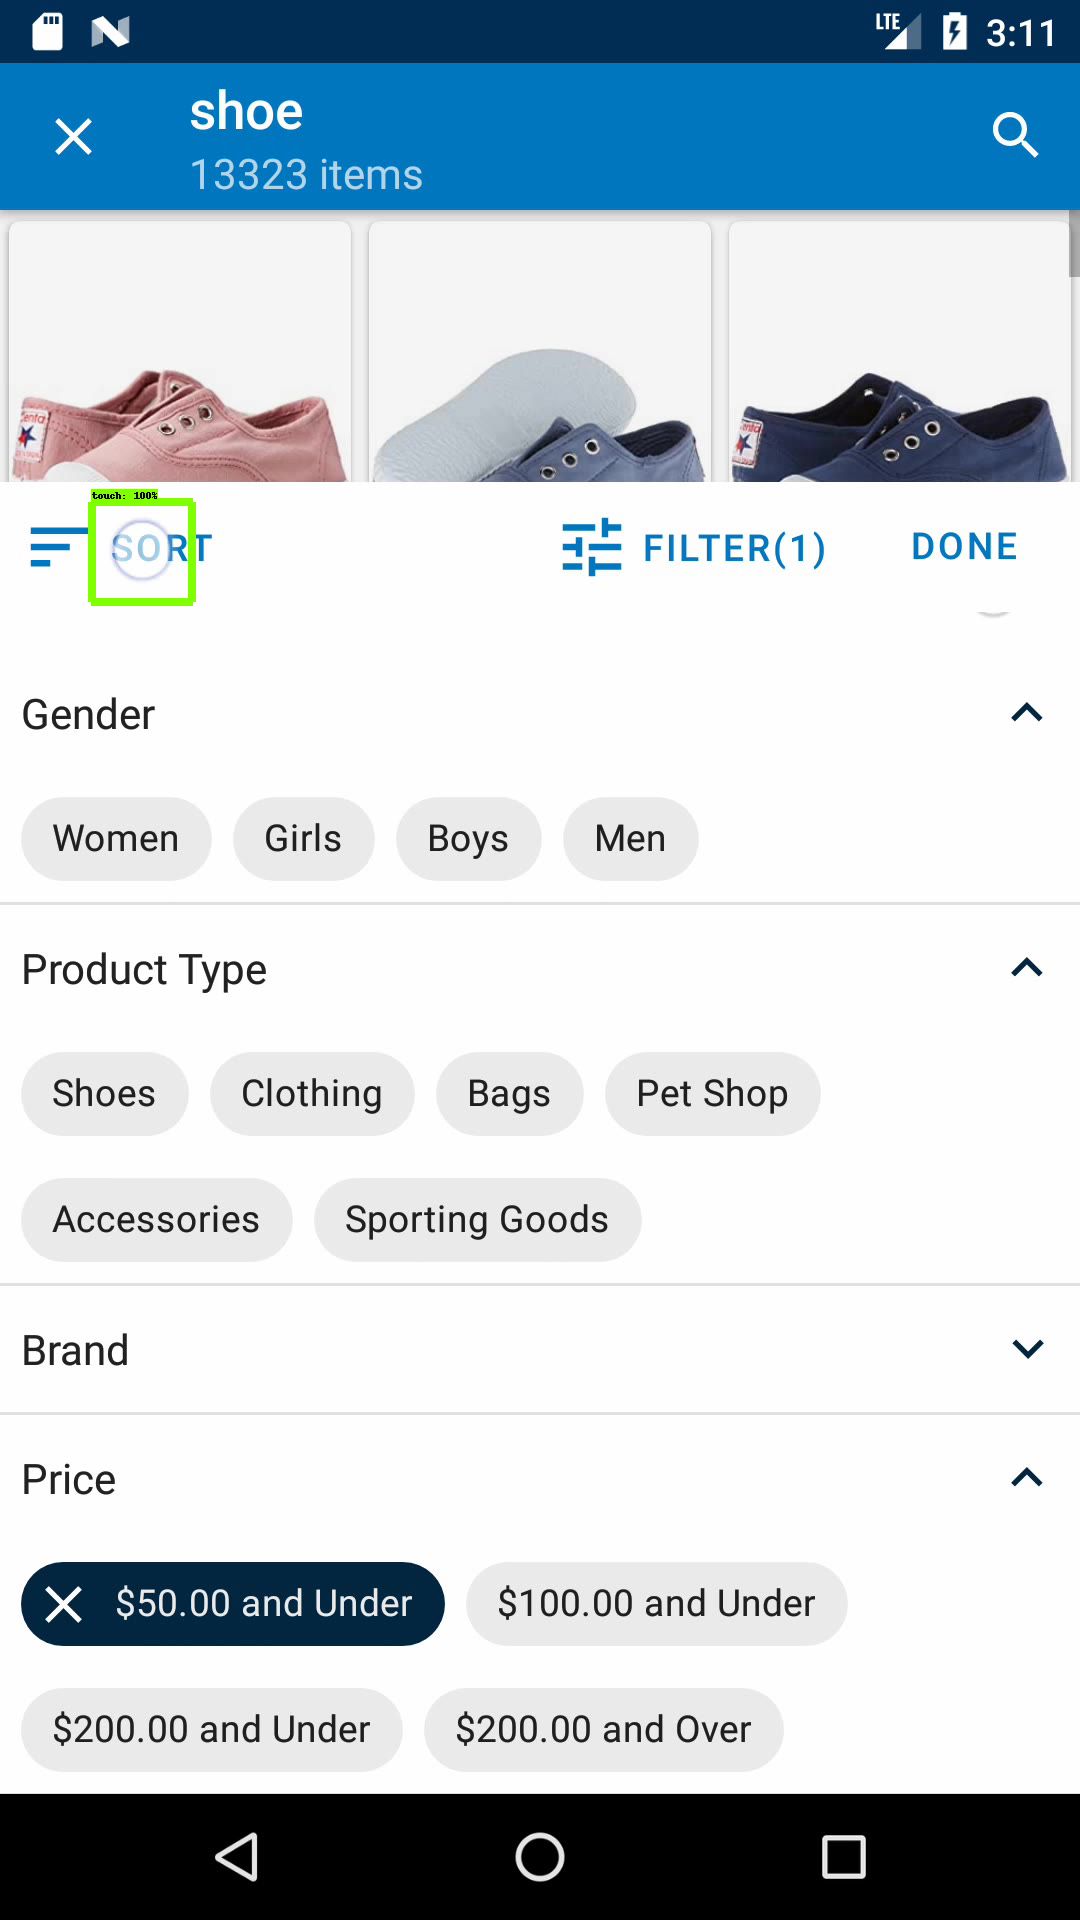 LTE 3:11
shoe
13323 items
touch: 100%
SORT FILTER(1) DONE
Gender
Women Girls Boys Men
Product Type
Shoes Clothing Bags Pet Shop
Accessories Sporting Goods
Brand
Price
$50.00 and Under $100.00 and Under
$200.00 and Under $200.00 and Over